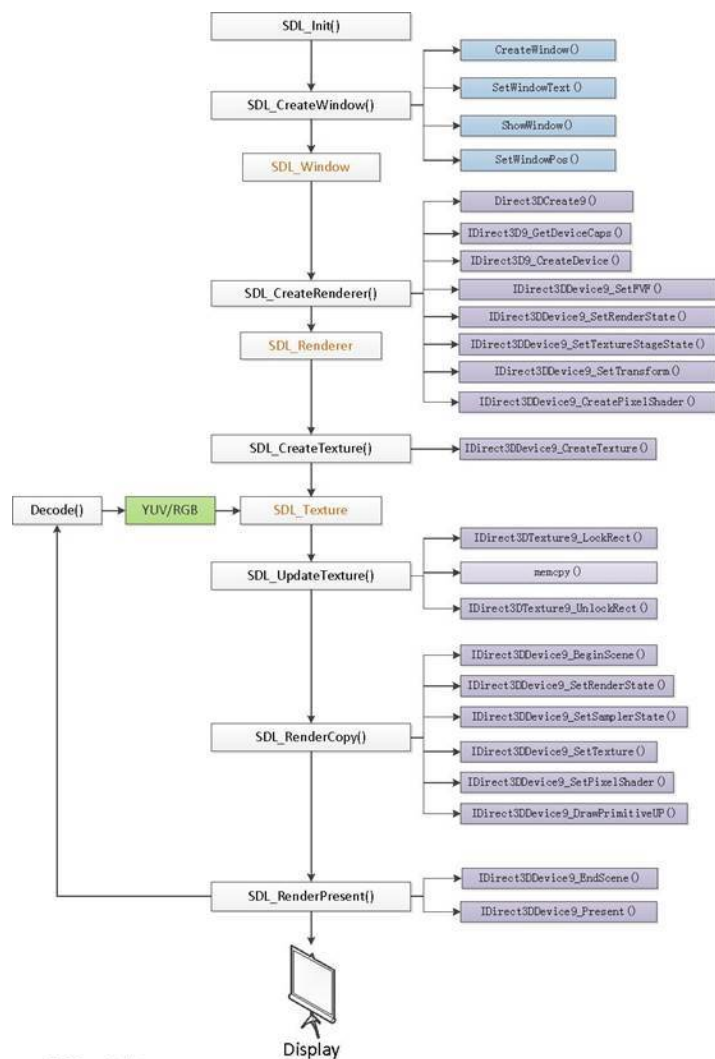 SDL_Init()
SDL_CreateWindow()
CreateWindow()
SetWindowText()
ShowWindow()
SetWindowPos()
SDL_Window
SDL_CreateRenderer()
Direct3DCreate9()
IDirect3D9_GetDeviceCaps()
IDirect3D9_CreateDevice()
IDirect3DDevice9_SetFVF()
IDirect3DDevice9_SetRenderState()
IDirect3DDevice9_SetTextureStageState()
IDirect3DDevice9_SetTransform()
IDirect3DDevice9_CreatePixelShader()
SDL_Renderer
SDL_CreateTexture()
IDirect3DDevice9_CreateTexture()
Decode()
YUV/RGB
SDL_Texture
SDL_UpdateTexture()
IDirect3DTexture9_LockRect()
memcpy()
IDirect3DTexture9_UnlockRect()
SDL_RenderCopy()
IDirect3DDevice9_BeginScene()
IDirect3DDevice9_SetRenderState()
IDirect3DDevice9_SetSamplerState()
IDirect3DDevice9_SetTexture()
IDirect3DDevice9_SetPixelShader()
IDirect3DDevice9_DrawPrimitiveUP()
SDL_RenderPresent()
IDirect3DDevice9_EndScene()
IDirect3DDevice9_Present()
Display